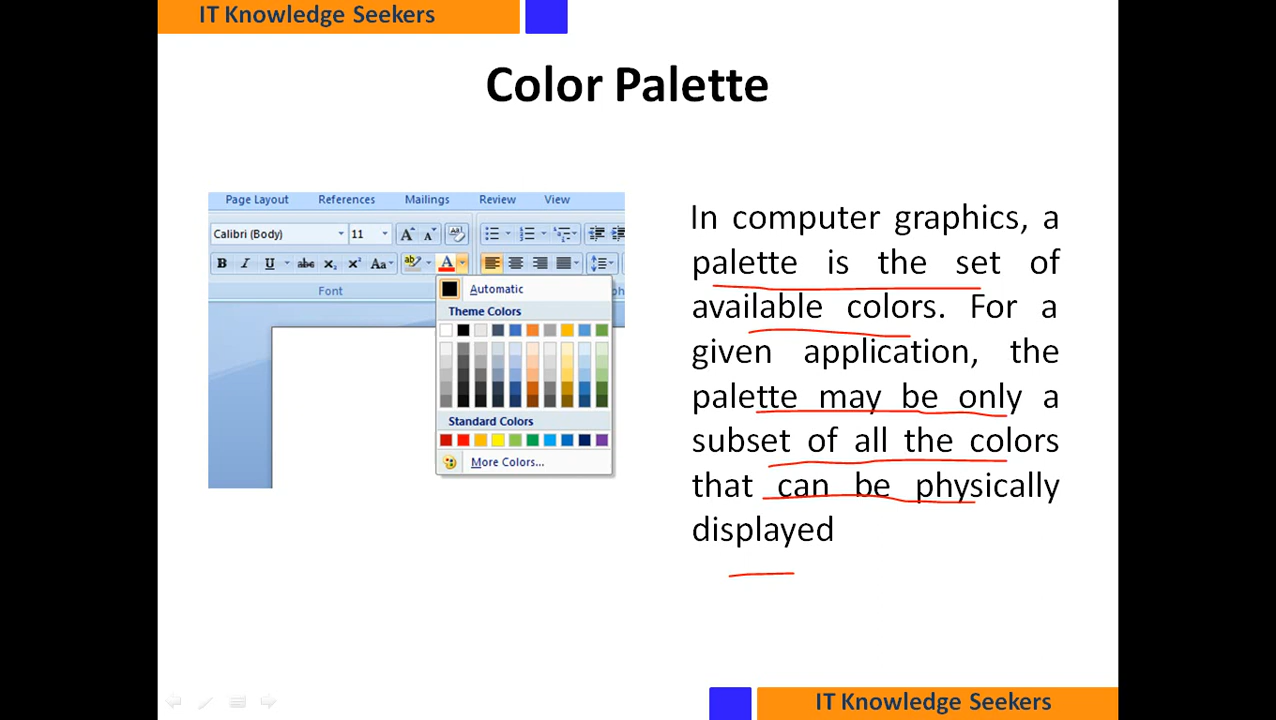 IT Knowledge Seekers
Color Palette
Page Layout References Mailings Review View
Calibri (Body) 11
Font
Automatic
Theme Colors
Standard Colors
More Colors...
In computer graphics, a
palette is the set of
available colors. For a
given application, the
palette may be only a
subset of all the colors
that can be physically
displayed
IT Knowledge Seekers